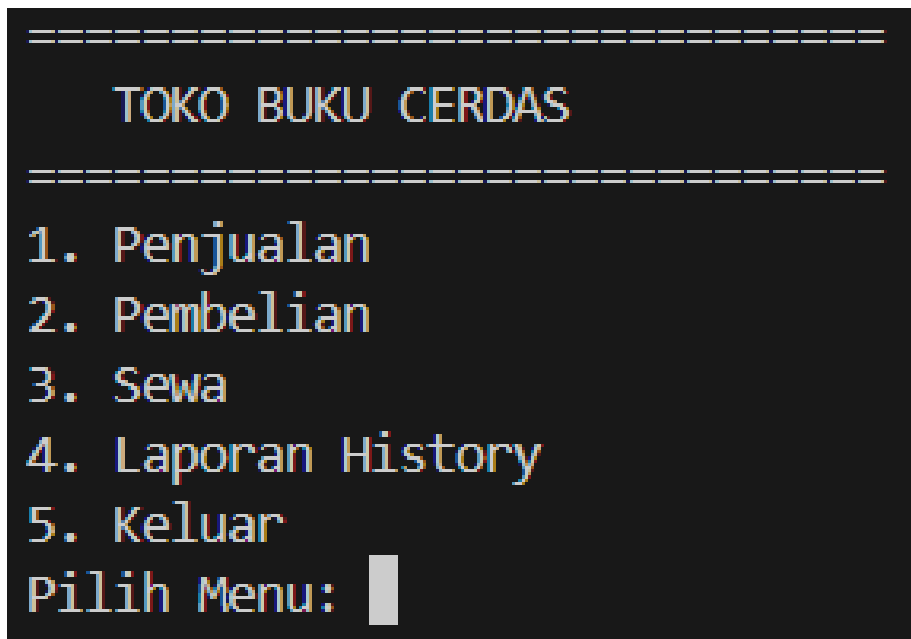 ==============================
TOKO BUKU CERDAS
==============================
1. Penjualan
2. Pembelian
3. Sewa
4. Laporan History
5. Keluar
Pilih Menu: